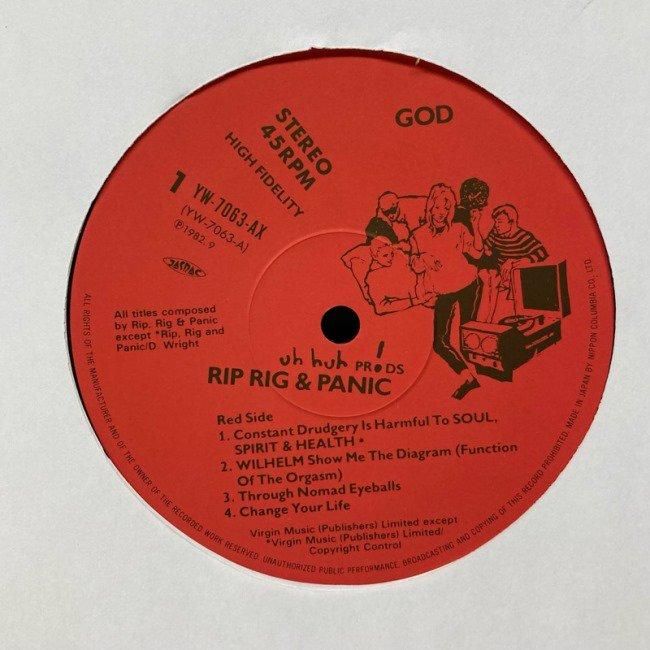 GOD
STEREO
45RPM
HIGH FIDELITY
1 YW-7063-AX
(YW-7063-A)
Ⓟ1982.9
JASRAC
All titles composed
by Rip, Rig & Panic
except *Rip, Rig and
Panic/D. Wright
uh huh PRODS
RIP RIG & PANIC
Red Side
1. Constant Drudgery Is Harmful To SOUL,
SPIRIT & HEALTH *
2. WILHELM Show Me The Diagram (Function
Of The Orgasm)
3. Through Nomad Eyeballs
4. Change Your Life
Virgin Music (Publishers) Limited except
*Virgin Music (Publishers) Limited/
Copyright Control
ALL RIGHTS OF THE MANUFACTURER AND OF THE OWNER OF THE RECORDED WORK RESERVED. UNAUTHORIZED PUBLIC PERFORMANCE, BROADCASTING AND COPYING OF THIS RECORD PROHIBITED. MADE IN JAPAN BY NIPPON COLUMBIA CO., LTD.